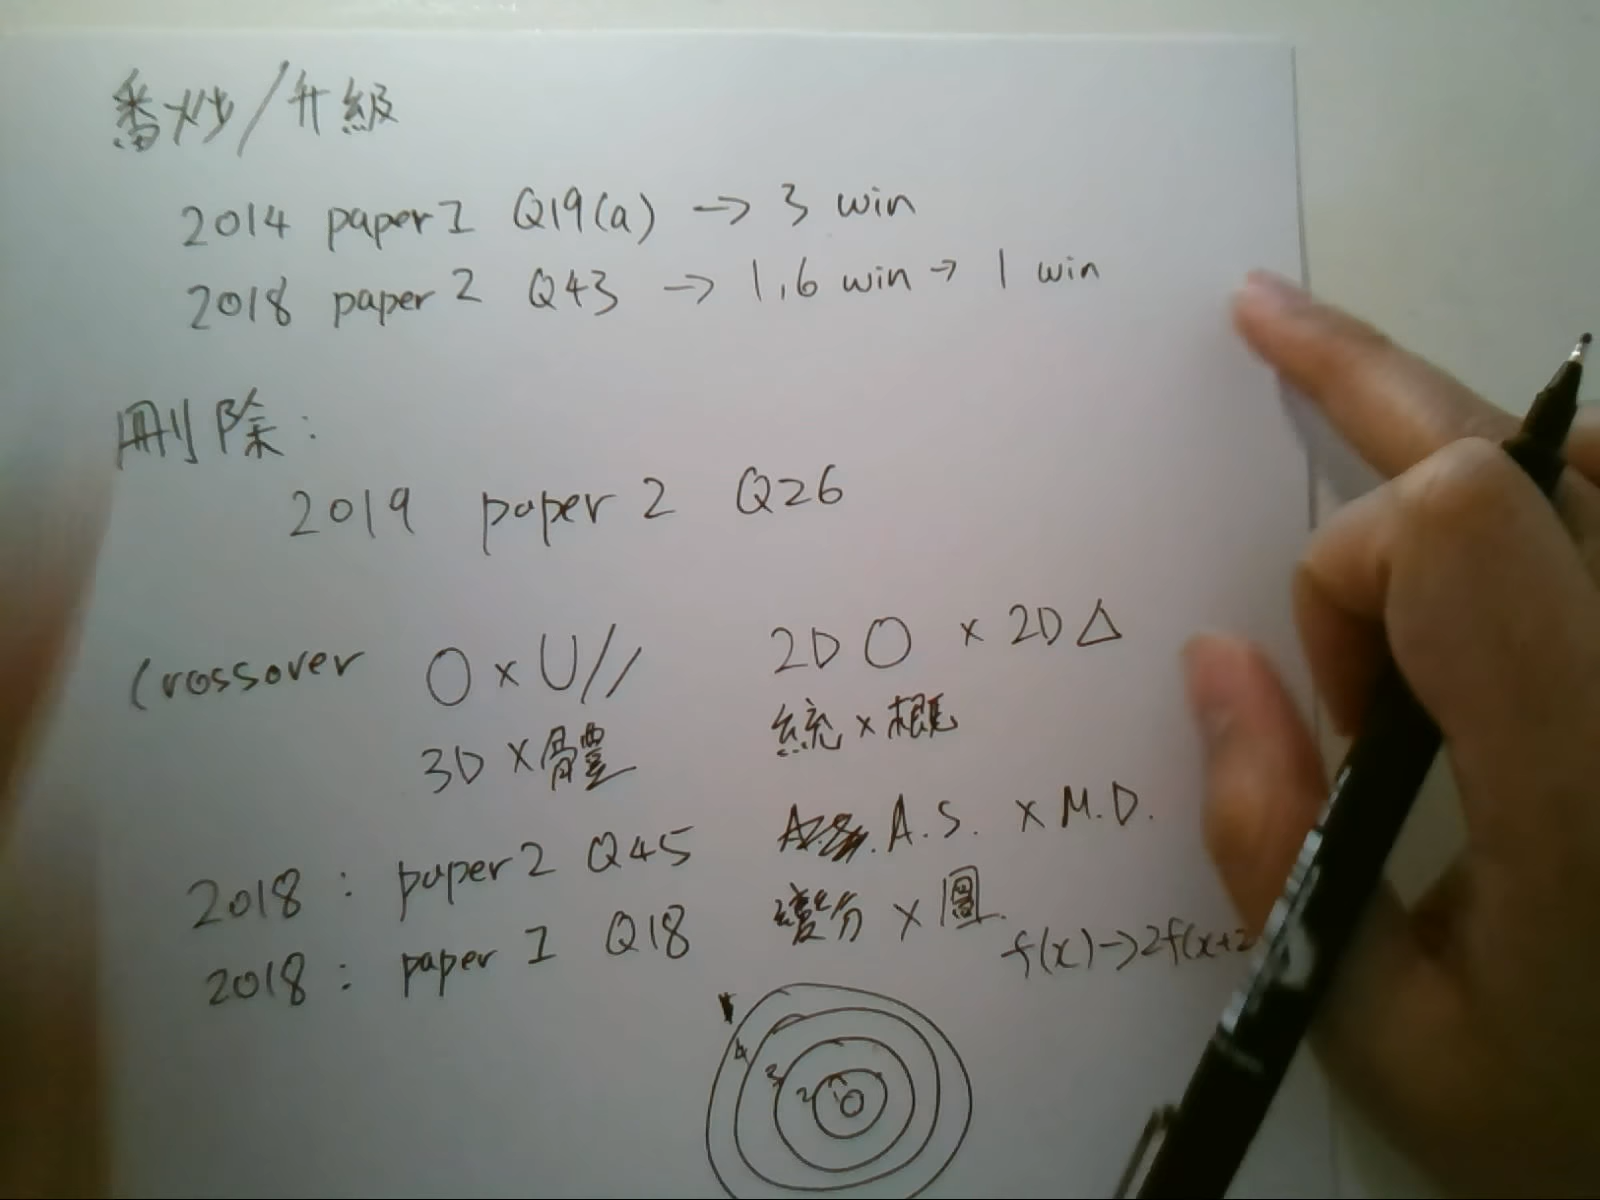 番炒/升級
2014 paper 1 Q19(a) → 3 win
2018 paper 2 Q43 → 1,6 win → 1 win
刪除:
2019 paper 2 Q26
Crossover O x U// 2D O x 2D △
3D x 體 統 x 概
2018 : paper 2 Q45 A.S. x M.D.
2018 : paper 1 Q18 變分 x 圖
f(x)→2f(x+2
4
3
2